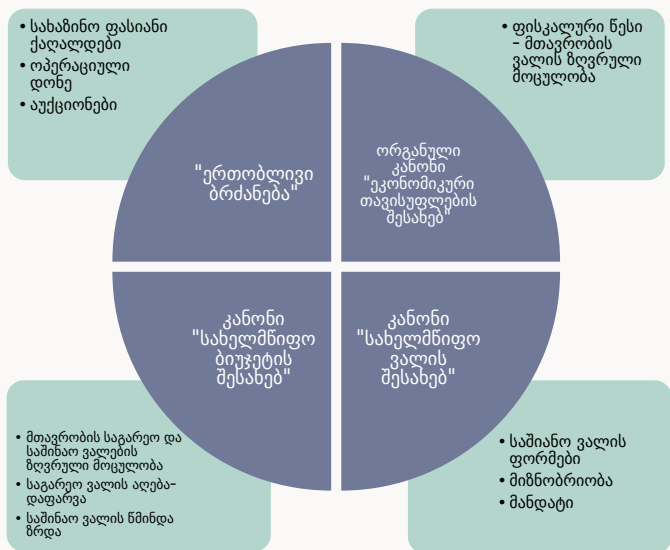 • სახაზინო ფასიანი
ქაღალდები
• ოპერაციული
დონე
• აუქციონები
• ფისკალური წესი
– მთავრობის
ვალის ზღვრული
მოცულობა
"ერთობლივი
ბრძანება"
ორგანული
კანონი
"ეკონომიკური
თავისუფლების
შესახებ"
კანონი
"სახელმწიფო
ბიუჯეტის
შესახებ"
კანონი
"სახელმწიფო
ვალის
შესახებ"
• მთავრობის საგარეო და
საშინაო ვალების
ზღვრული მოცულობა
• საგარეო ვალის აღება-
დაფარვა
• საშინაო ვალის წმინდა
ზრდა
• საშიანო ვალის
ფორმები
• მიზნობრიობა
• მანდატი